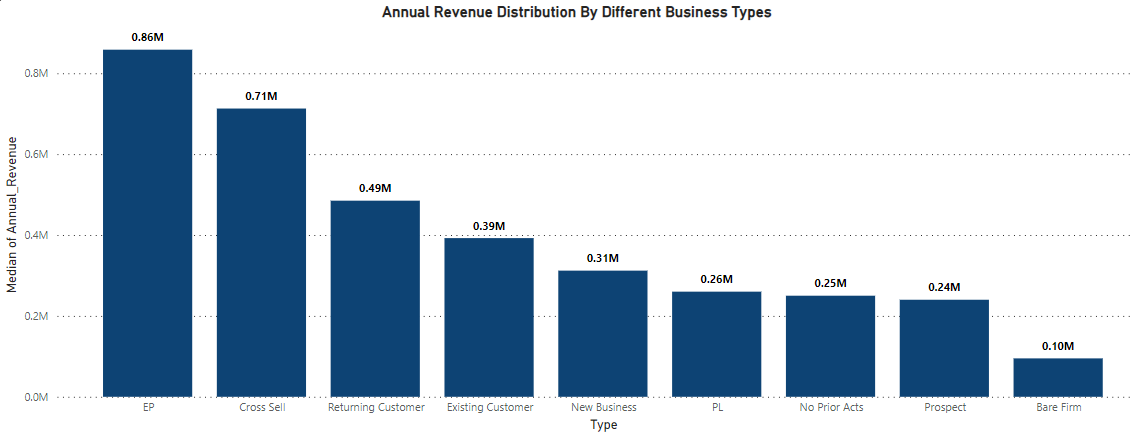 Annual Revenue Distribution By Different Business Types
Median of Annual_Revenue
0.8M
0.6M
0.4M
0.2M
0.0M
0.86M
0.71M
0.49M
0.39M
0.31M
0.26M
0.25M
0.24M
0.10M
EP
Cross Sell
Returning Customer
Existing Customer
New Business
PL
No Prior Acts
Prospect
Bare Firm
Type